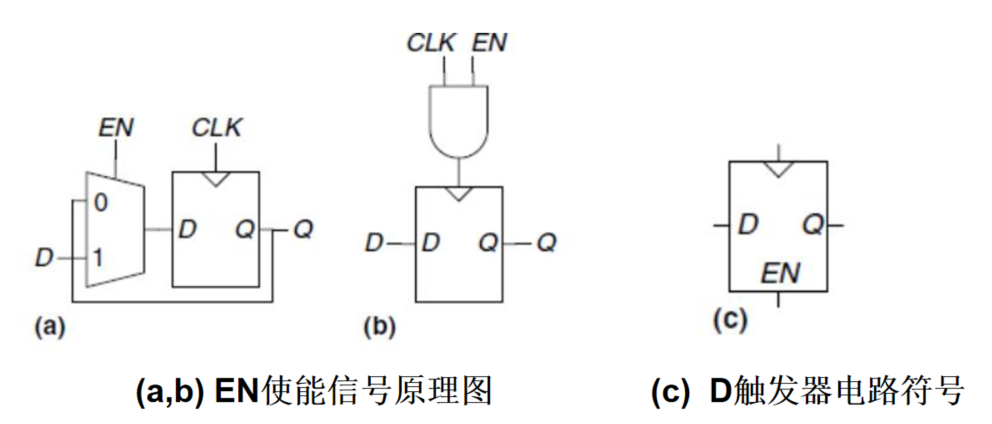 CLK EN
EN CLK
0
D Q Q
D 1
D D Q Q
D Q
EN
(a) (b) (c)
(a,b) EN使能信号原理图 (c) D触发器电路符号